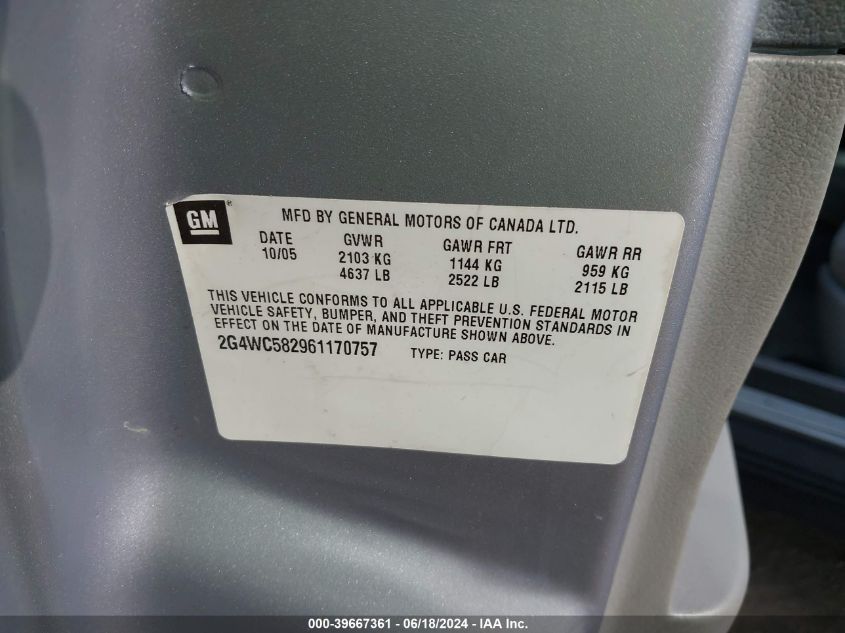 GM
MFD BY GENERAL MOTORS OF CANADA LTD.
DATE GVWR GAWR FRT GAWR RR
10/05 2103 KG 1144 KG 959 KG
4637 LB 2522 LB 2115 LB
THIS VEHICLE CONFORMS TO ALL APPLICABLE U.S. FEDERAL MOTOR
VEHICLE SAFETY, BUMPER, AND THEFT PREVENTION STANDARDS IN
EFFECT ON THE DATE OF MANUFACTURE SHOWN ABOVE.
2G4WC582961170757 TYPE: PASS CAR
000-39667361 - 06/18/2024 - IAA Inc.